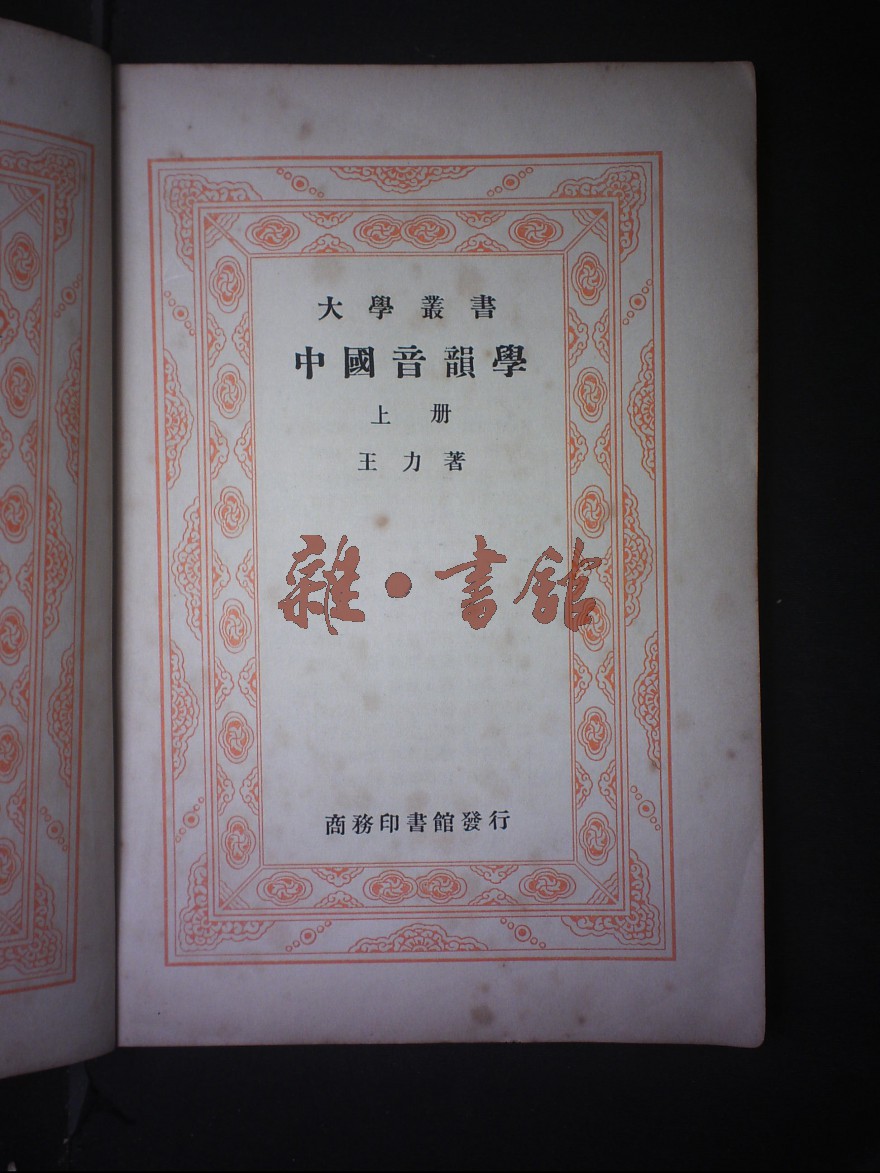 大學叢書
中國音韻學
上册
王力著
雜·書館
商務印書館發行